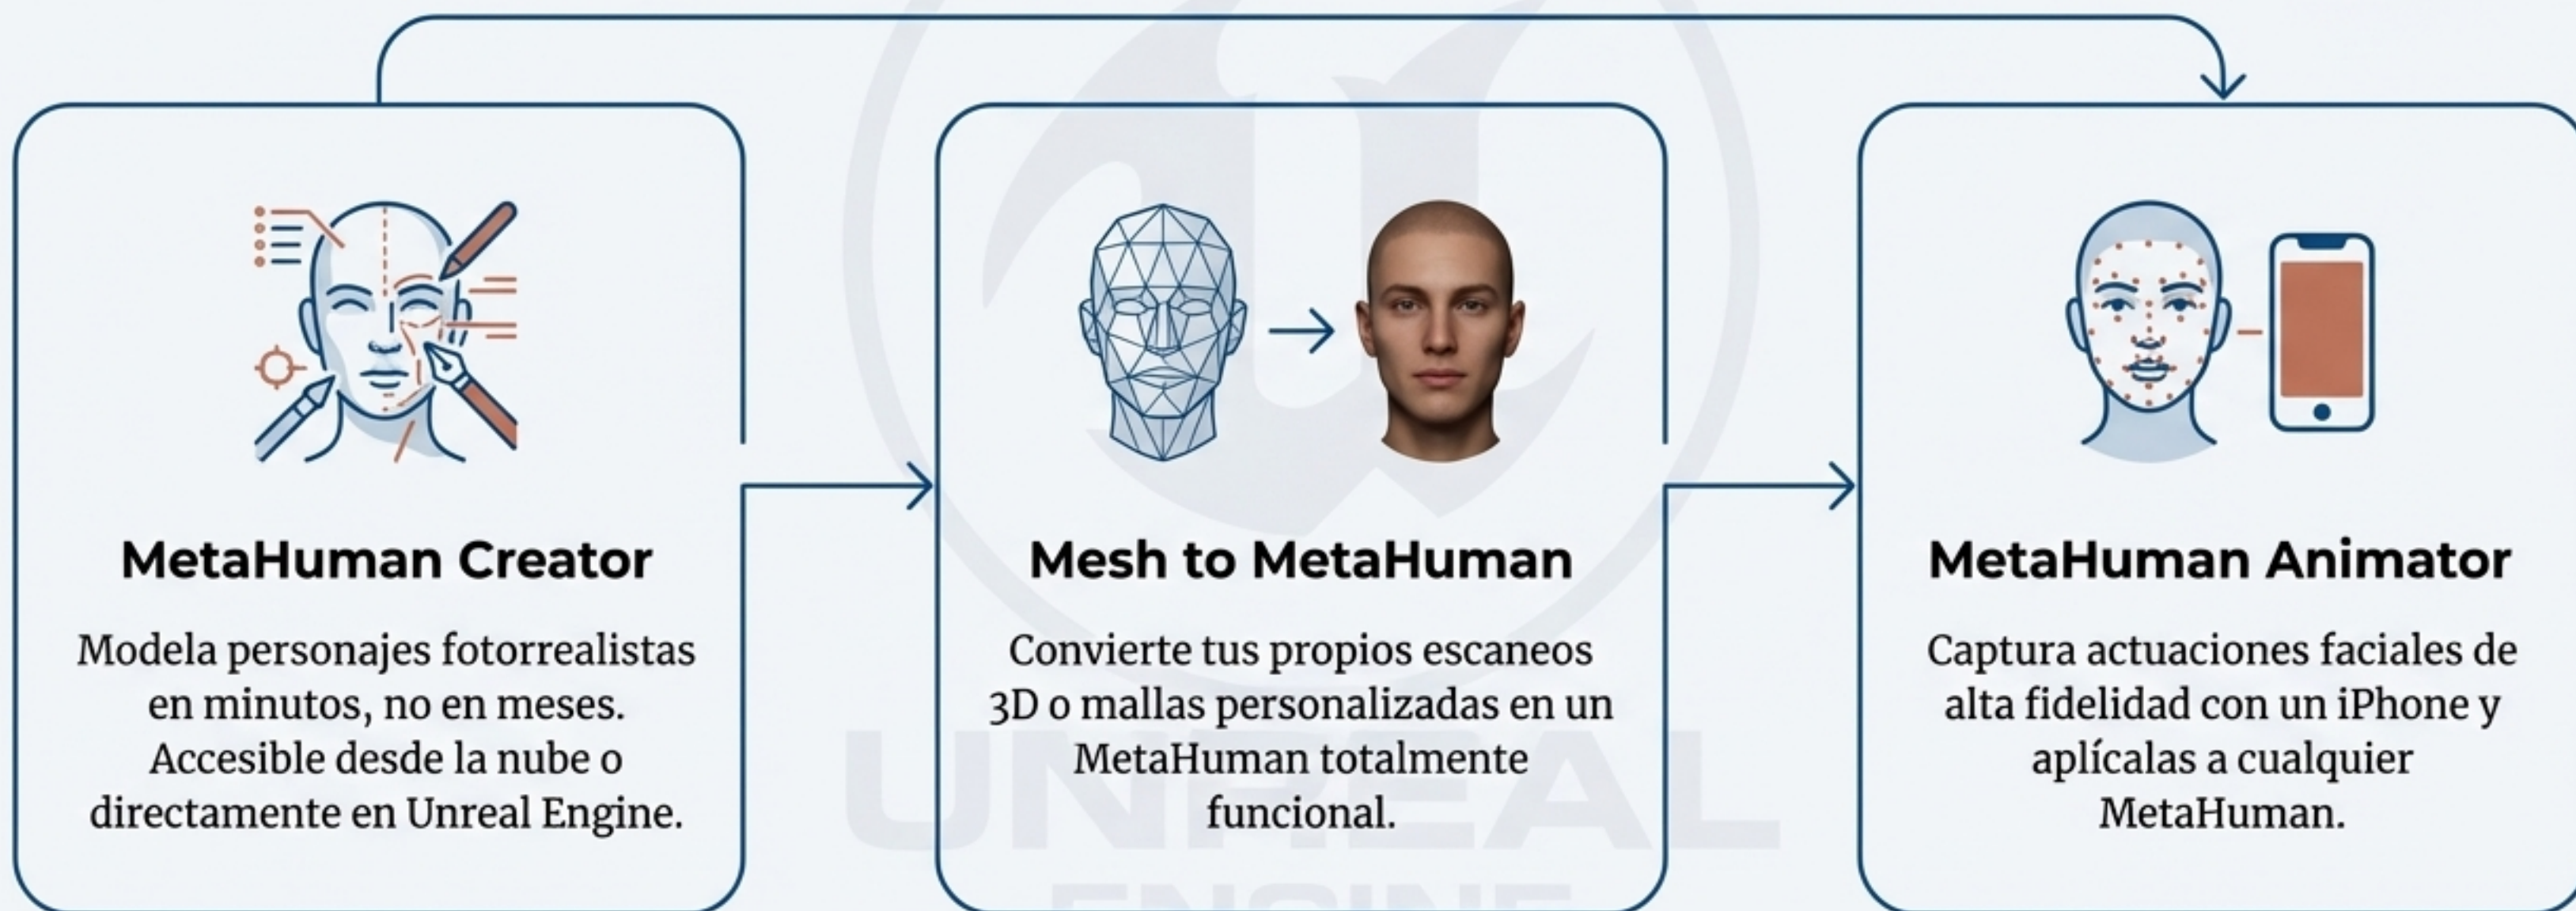 MetaHuman Creator
Modela personajes fotorrealistas
en minutos, no en meses.
Accesible desde la nube o
directamente en Unreal Engine.
Mesh to MetaHuman
Convierte tus propios escaneos
3D o mallas personalizadas en un
MetaHuman totalmente
funcional.
MetaHuman Animator
Captura actuaciones faciales de
alta fidelidad con un iPhone y
aplícalas a cualquier
MetaHuman.
UNREAL
ENGINE